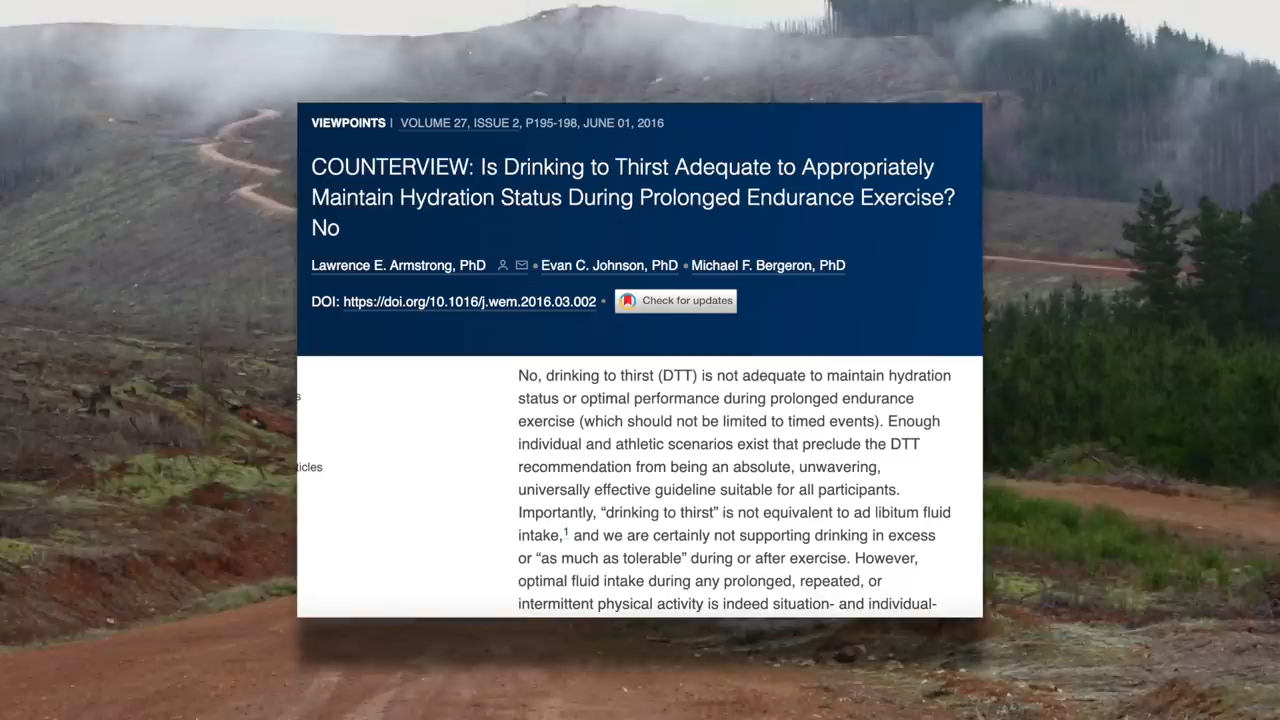 VIEWPOINTS | VOLUME 27, ISSUE 2, P195-198, JUNE 01, 2016
COUNTERVIEW: Is Drinking to Thirst Adequate to Appropriately
Maintain Hydration Status During Prolonged Endurance Exercise?
No
Lawrence E. Armstrong, PhD • Evan C. Johnson, PhD • Michael F. Bergeron, PhD
DOI: https://doi.org/10.1016/j.wem.2016.03.002 • Check for updates
No, drinking to thirst (DTT) is not adequate to maintain hydration
s
status or optimal performance during prolonged endurance
exercise (which should not be limited to timed events). Enough
individual and athletic scenarios exist that preclude the DTT
ticles
recommendation from being an absolute, unwavering,
universally effective guideline suitable for all participants.
Importantly, “drinking to thirst” is not equivalent to ad libitum fluid
intake,1 and we are certainly not supporting drinking in excess
or “as much as tolerable” during or after exercise. However,
optimal fluid intake during any prolonged, repeated, or
intermittent physical activity is indeed situation- and individual-